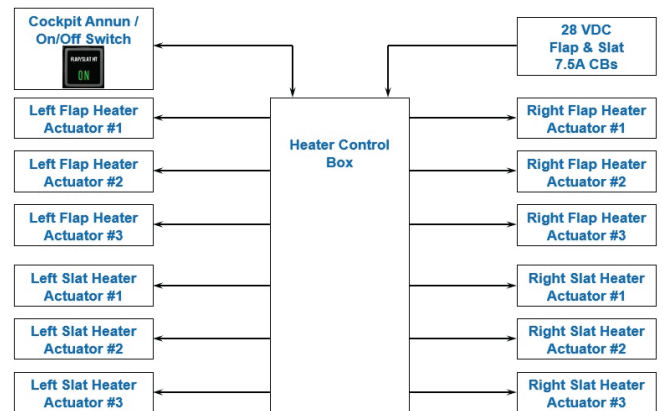 Cockpit Annun /
On/Off Switch
FLAP/SLAT HT
ON
28 VDC
Flap & Slat
7.5A CBs
Heater Control
Box
Left Flap Heater
Actuator #1
Right Flap Heater
Actuator #1
Left Flap Heater
Actuator #2
Right Flap Heater
Actuator #2
Left Flap Heater
Actuator #3
Right Flap Heater
Actuator #3
Left Slat Heater
Actuator #1
Right Slat Heater
Actuator #1
Left Slat Heater
Actuator #2
Right Slat Heater
Actuator #2
Left Slat Heater
Actuator #3
Right Slat Heater
Actuator #3